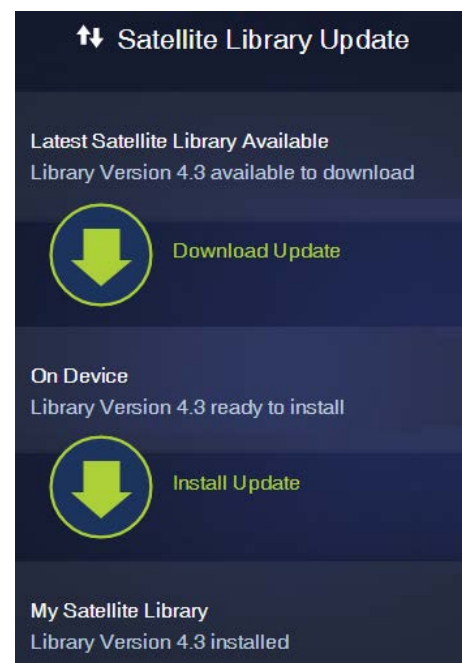 Satellite Library Update
Latest Satellite Library Available
Library Version 4.3 available to download
Download Update
On Device
Library Version 4.3 ready to install
Install Update
My Satellite Library
Library Version 4.3 installed